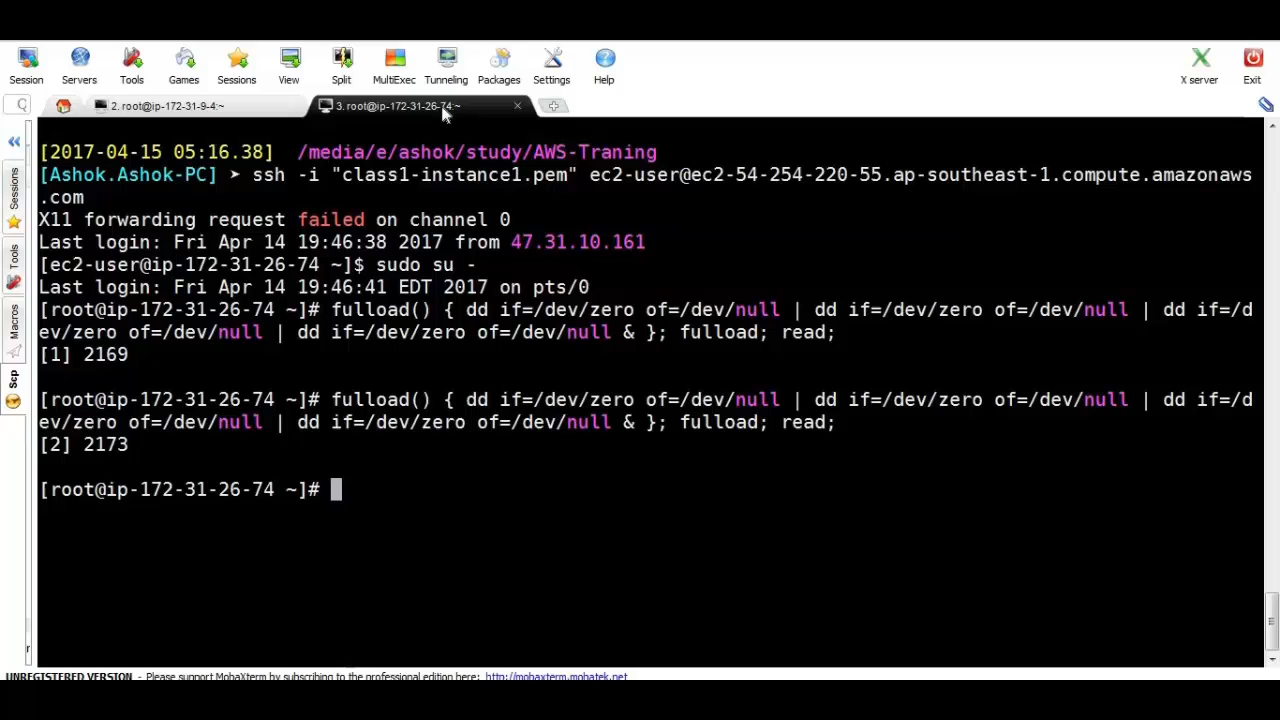 Session Servers Tools Games Sessions View Split MultiExec Tunneling Packages Settings Help X server Exit
2. root@ip-172-31-9-4:~ 3. root@ip-172-31-26-74:~
Sessions
Tools
Macros
Scp
[2017-04-15 05:16.38] /media/e/ashok/study/AWS-Traning
[Ashok.Ashok-PC] ➤ ssh -i "class1-instance1.pem" ec2-user@ec2-54-254-220-55.ap-southeast-1.compute.amazonaws
.com
X11 forwarding request failed on channel 0
Last login: Fri Apr 14 19:46:38 2017 from 47.31.10.161
[ec2-user@ip-172-31-26-74 ~]$ sudo su -
Last login: Fri Apr 14 19:46:41 EDT 2017 on pts/0
[root@ip-172-31-26-74 ~]# fulload() { dd if=/dev/zero of=/dev/null | dd if=/dev/zero of=/dev/null | dd if=/d
ev/zero of=/dev/null | dd if=/dev/zero of=/dev/null & }; fulload; read;
[1] 2169
[root@ip-172-31-26-74 ~]# fulload() { dd if=/dev/zero of=/dev/null | dd if=/dev/zero of=/dev/null | dd if=/d
ev/zero of=/dev/null | dd if=/dev/zero of=/dev/null & }; fulload; read;
[2] 2173
[root@ip-172-31-26-74 ~]#
UNREGISTERED VERSION - Please support MobaXterm by subscribing to the professional edition here: http://mobaxterm.mobatek.net